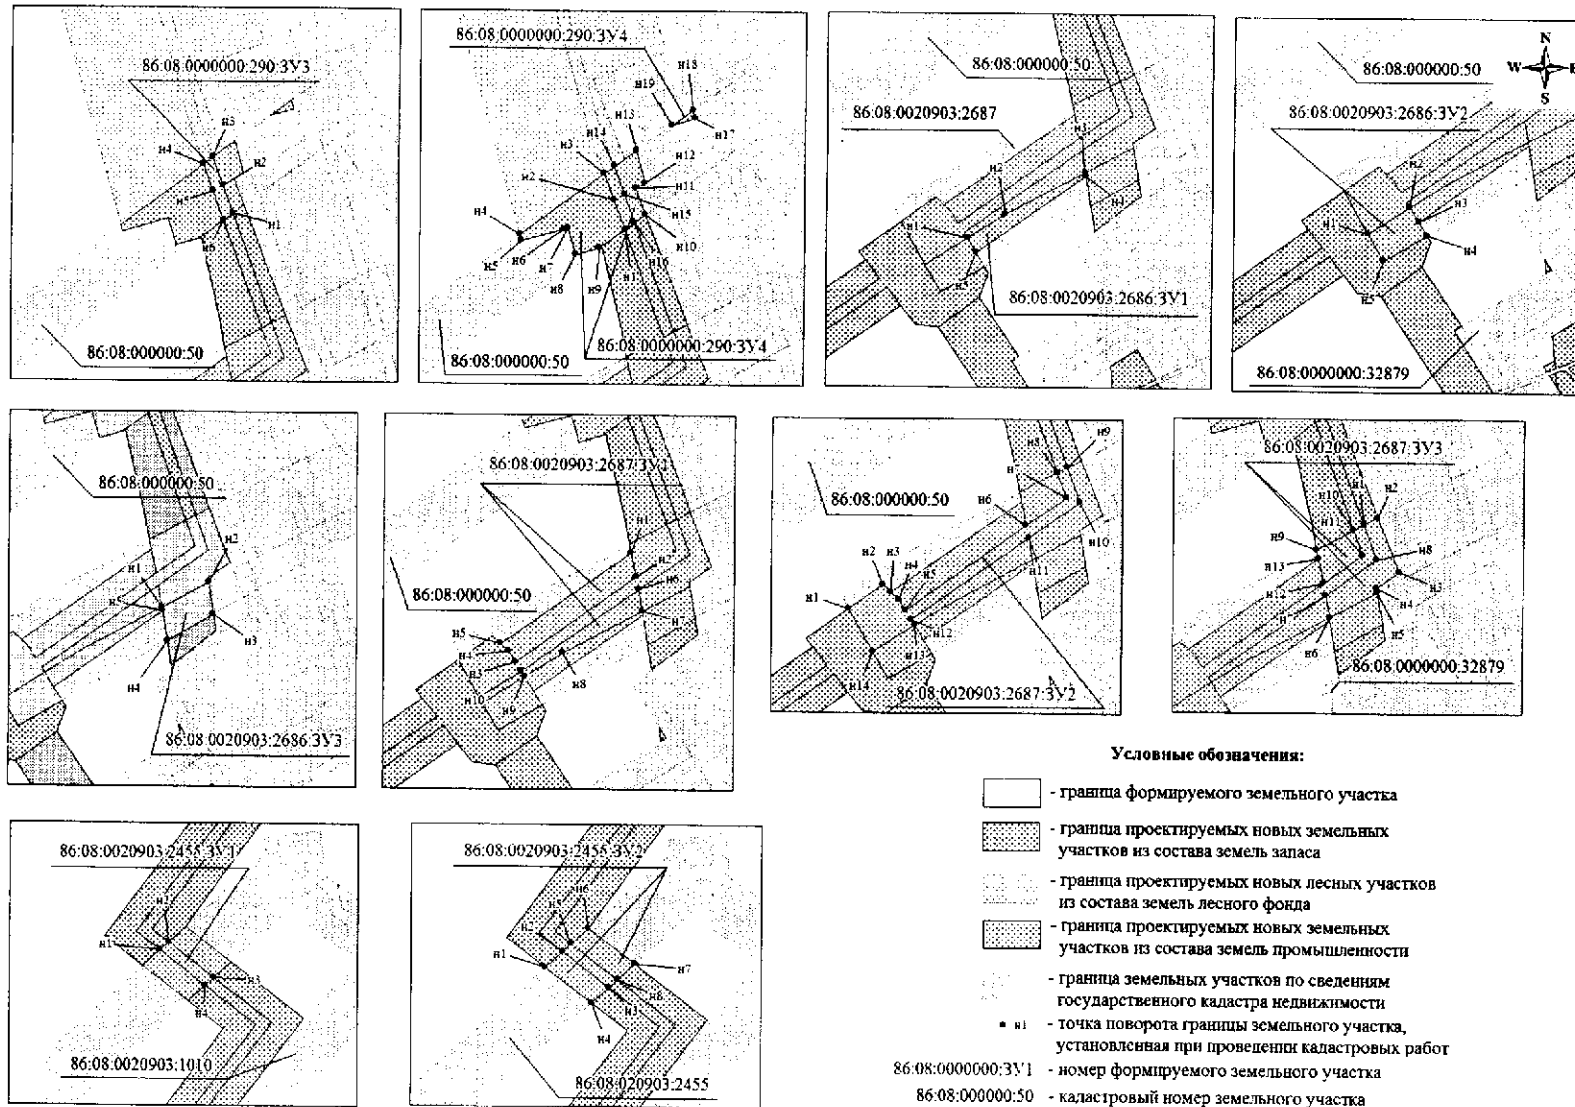 86:08:0000000:290:ЗУ3
н3
н4
н2
н5
н1
н6
86:08:000000:50
86:08:0000000:290:ЗУ4
н18
н19
н17
н13
н14
н3
н12
н2
н11
н4
н15
н5
н6
н10
н7
н16
н8
н9
н1
86:08:0000000:290:ЗУ4
86:08:000000:50
86:08:000000:50
86:08:0020903:2687
н3
н2
н4
н1
н5
86:08:0020903:2686:ЗУ1
N
W
E
S
86:08:000000:50
86:08:0020903:2686:ЗУ2
н2
н3
н1
н4
н5
86:08:0000000:32879
86:08:000000:50
н2
н1
н5
н3
н4
86:08:0020903:2686:ЗУ3
86:08:0020903:2687:ЗУ1
н1
н2
н6
86:08:000000:50
н7
н5
н4
н3
н8
н10
н9
н9
н8
86:08:000000:50
н
н6
н10
н2
н3
н4
н11
н5
н1
н12
н13
н14
86:08:0020903:2687:ЗУ2
86:08:0020903:2687:ЗУ3
н1
н2
н10
н11
н9
н8
н13
н3
н12
н4
н
н5
н6
86:08:0000000:32879
Условные обозначения:
- граница формируемого земельного участка
- граница проектируемых новых земельных
участков из состава земель запаса
- граница проектируемых новых лесных участков
из состава земель лесного фонда
- граница проектируемых новых земельных
участков из состава земель промышленности
- граница земельных участков по сведениям
государственного кадастра недвижимости
н1 - точка поворота границы земельного участка,
установленная при проведении кадастровых работ
86:08:0000000:ЗУ1 - номер формируемого земельного участка
86:08:000000:50 - кадастровый номер земельного участка
86:08:0020903:2455:ЗУ1
н2
н1
н3
н4
86:08:0020903:1010
86:08:0020903:2455:ЗУ2
н6
н5
н2
н1
н7
н8
н3
н4
86:08:020903:2455